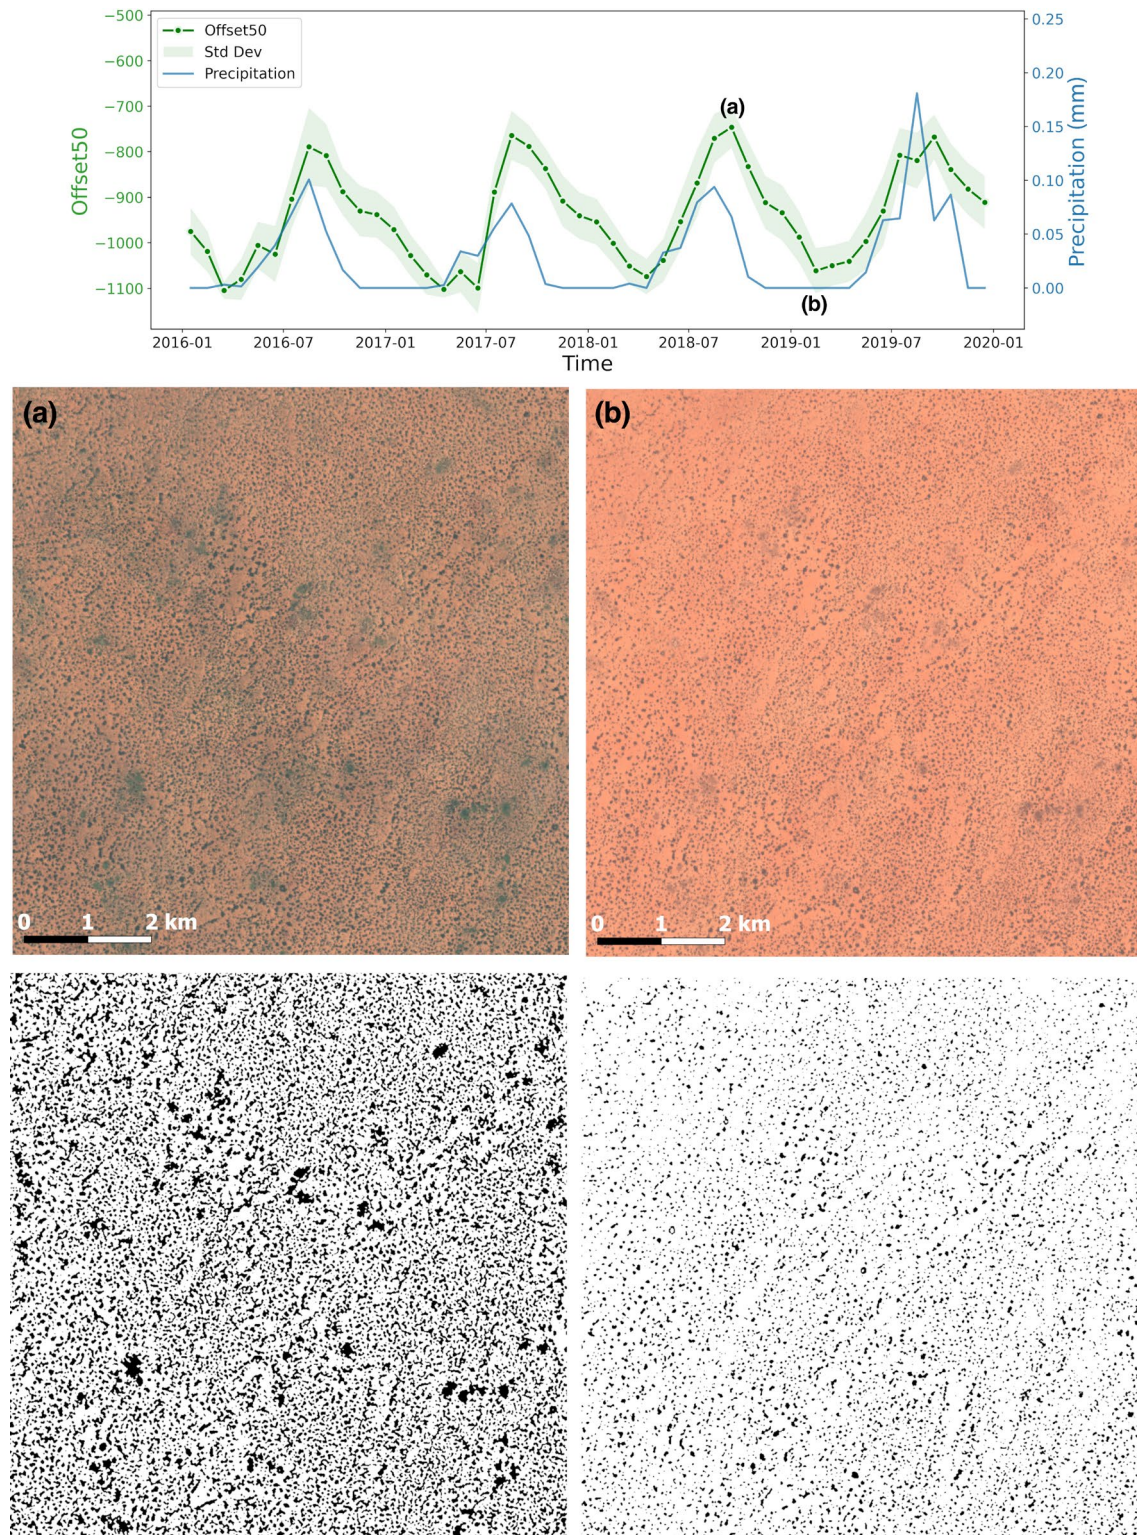 −500
−600
−700
−800
−900
−1000
−1100
Offset50
Offset50
Std Dev
Precipitation
(a)
(b)
0.25
0.20
0.15
0.10
0.05
0.00
Precipitation (mm)
2016-01 2016-07 2017-01 2017-07 2018-01 2018-07 2019-01 2019-07 2020-01
Time
(a)
0 1 2 km
(b)
0 1 2 km